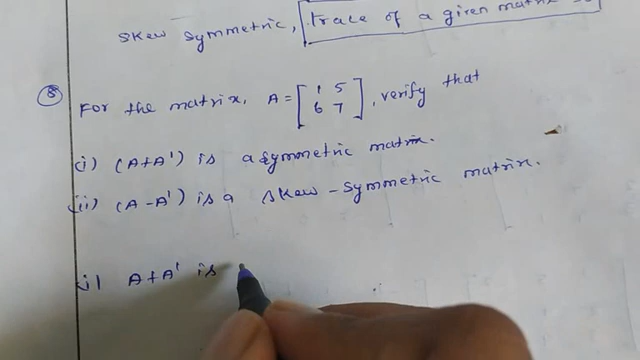 skew symmetric, trace of a given matrix
8 For the matrix, A = [ 1 5 ], verify that
[ 6 7 ]
(i) (A+A') is a symmetric matrix.
(ii) (A-A') is a skew-symmetric matrix.
(i) A+A' is